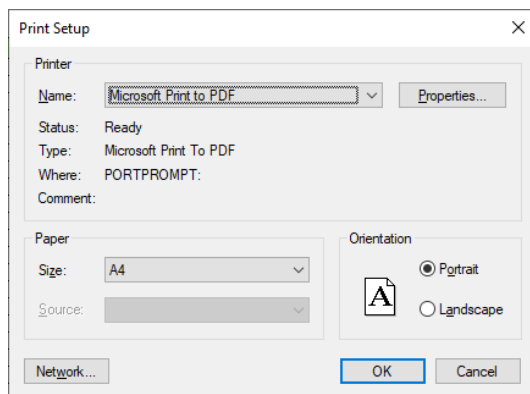 Print Setup
Printer
Name: Microsoft Print to PDF Properties...
Status: Ready
Type: Microsoft Print To PDF
Where: PORTPROMPT:
Comment:
Paper
Size: A4
Source:
Orientation
A
Portrait
Landscape
Network... OK Cancel